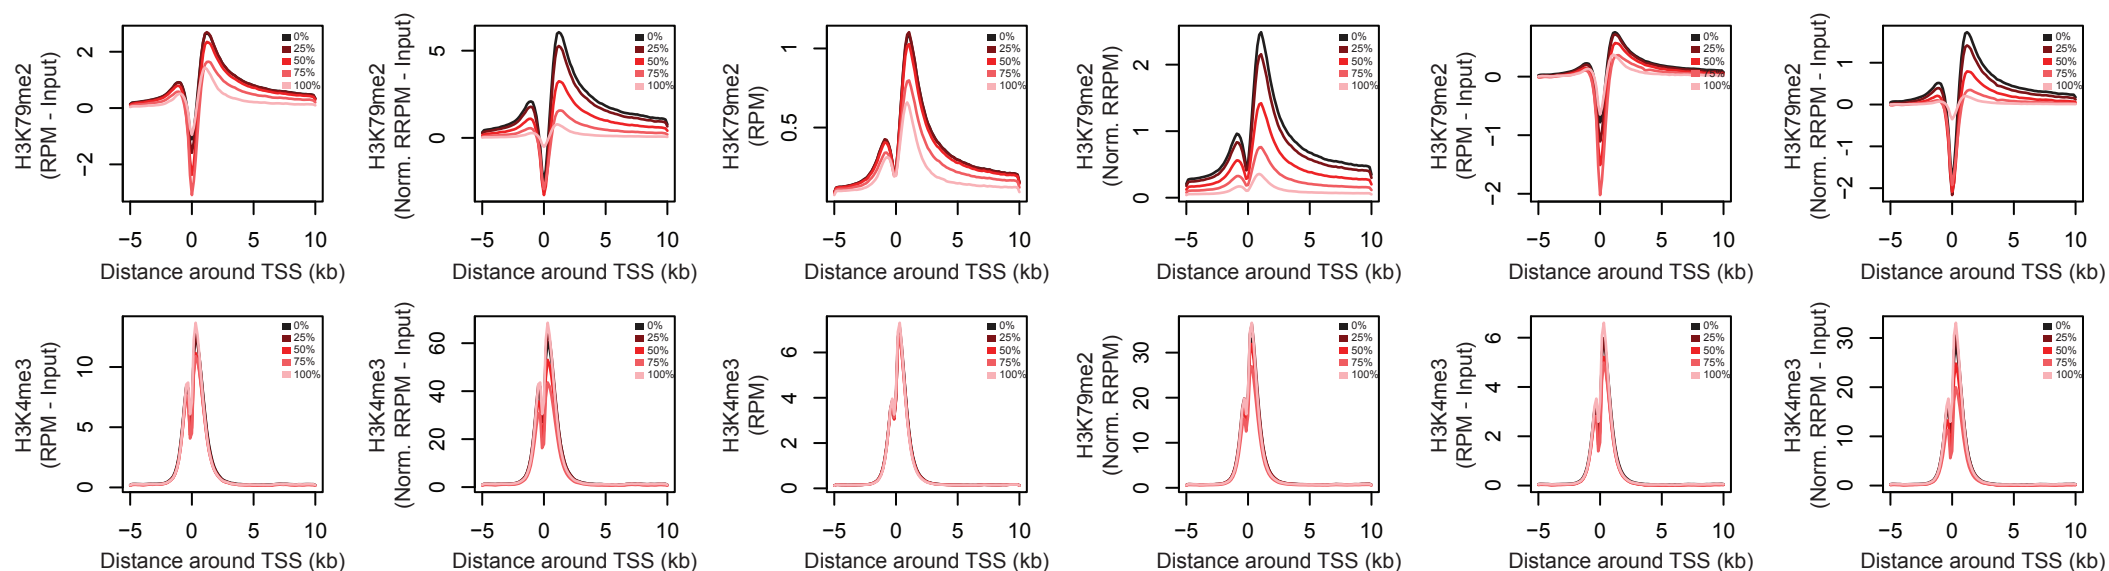 H3K79me2
(RPM - Input)
2
0
−2
0%
25%
50%
75%
100%
−5 0 5 10
Distance around TSS (kb)
H3K79me2
(Norm. RRPM - Input)
5
0
0%
25%
50%
75%
100%
−5 0 5 10
Distance around TSS (kb)
H3K79me2
(RPM)
1
0.5
0%
25%
50%
75%
100%
−5 0 5 10
Distance around TSS (kb)
H3K79me2
(Norm. RRPM)
2
1
0
0%
25%
50%
75%
100%
−5 0 5 10
Distance around TSS (kb)
H3K79me2
(RPM - Input)
0
−1
−2
0%
25%
50%
75%
100%
−5 0 5 10
Distance around TSS (kb)
H3K79me2
(Norm. RRPM - Input)
1
0
−1
−2
0%
25%
50%
75%
100%
−5 0 5 10
Distance around TSS (kb)
H3K4me3
(RPM - Input)
10
5
0
0%
25%
50%
75%
100%
−5 0 5 10
Distance around TSS (kb)
H3K4me3
(Norm. RRPM - Input)
60
40
20
0
0%
25%
50%
75%
100%
−5 0 5 10
Distance around TSS (kb)
H3K4me3
(RPM)
6
4
2
0
0%
25%
50%
75%
100%
−5 0 5 10
Distance around TSS (kb)
H3K79me2
(Norm. RRPM)
30
20
10
0
0%
25%
50%
75%
100%
−5 0 5 10
Distance around TSS (kb)
H3K4me3
(RPM - Input)
6
4
2
0
0%
25%
50%
75%
100%
−5 0 5 10
Distance around TSS (kb)
H3K4me3
(Norm. RRPM - Input)
30
20
10
0
0%
25%
50%
75%
100%
−5 0 5 10
Distance around TSS (kb)